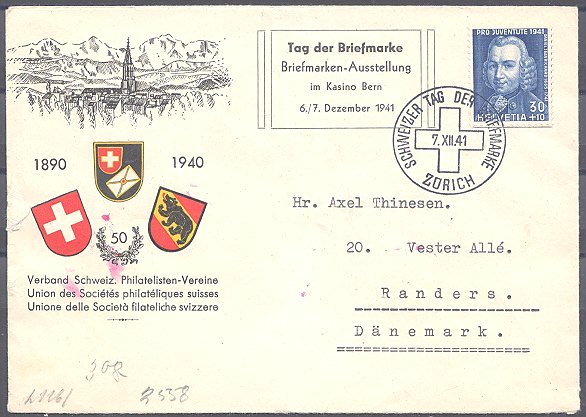 Tag der Briefmarke
Briefmarken-Ausstellung
im Kasino Bern
6./7. Dezember 1941
PRO JUVENTUTE 1941
30
+10
HELVETIA
SCHWEIZER TAG DER BRIEFMARKE
7.XII.41
ZÜRICH
1890 1940
50
Verband Schweiz. Philatelisten-Vereine
Union des Sociétés philatéliques suisses
Unione delle Società filateliche svizzere
Hr. Axel Thinesen.
20. Vester Allé.
Randers.
Dänemark.
2558